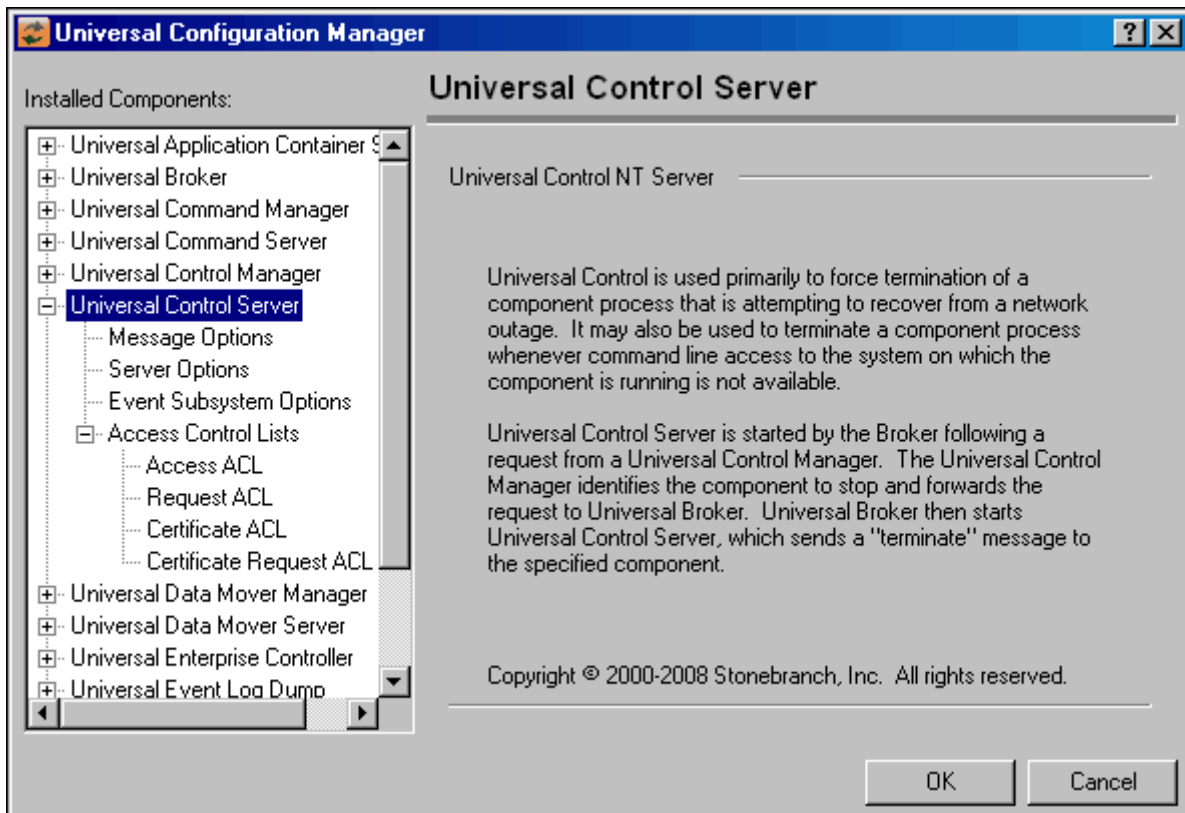 Universal Configuration Manager
Installed Components:
Universal Application Container S
Universal Broker
Universal Command Manager
Universal Command Server
Universal Control Manager
Universal Control Server
Message Options
Server Options
Event Subsystem Options
Access Control Lists
Access ACL
Request ACL
Certificate ACL
Certificate Request ACL
Universal Data Mover Manager
Universal Data Mover Server
Universal Enterprise Controller
Universal Event Log Dump
Universal Control Server
Universal Control NT Server
Universal Control is used primarily to force termination of a
component process that is attempting to recover from a network
outage. It may also be used to terminate a component process
whenever command line access to the system on which the
component is running is not available.
Universal Control Server is started by the Broker following a
request from a Universal Control Manager. The Universal Control
Manager identifies the component to stop and forwards the
request to Universal Broker. Universal Broker then starts
Universal Control Server, which sends a "terminate" message to
the specified component.
Copyright © 2000-2008 Stonebranch, Inc. All rights reserved.
OK
Cancel